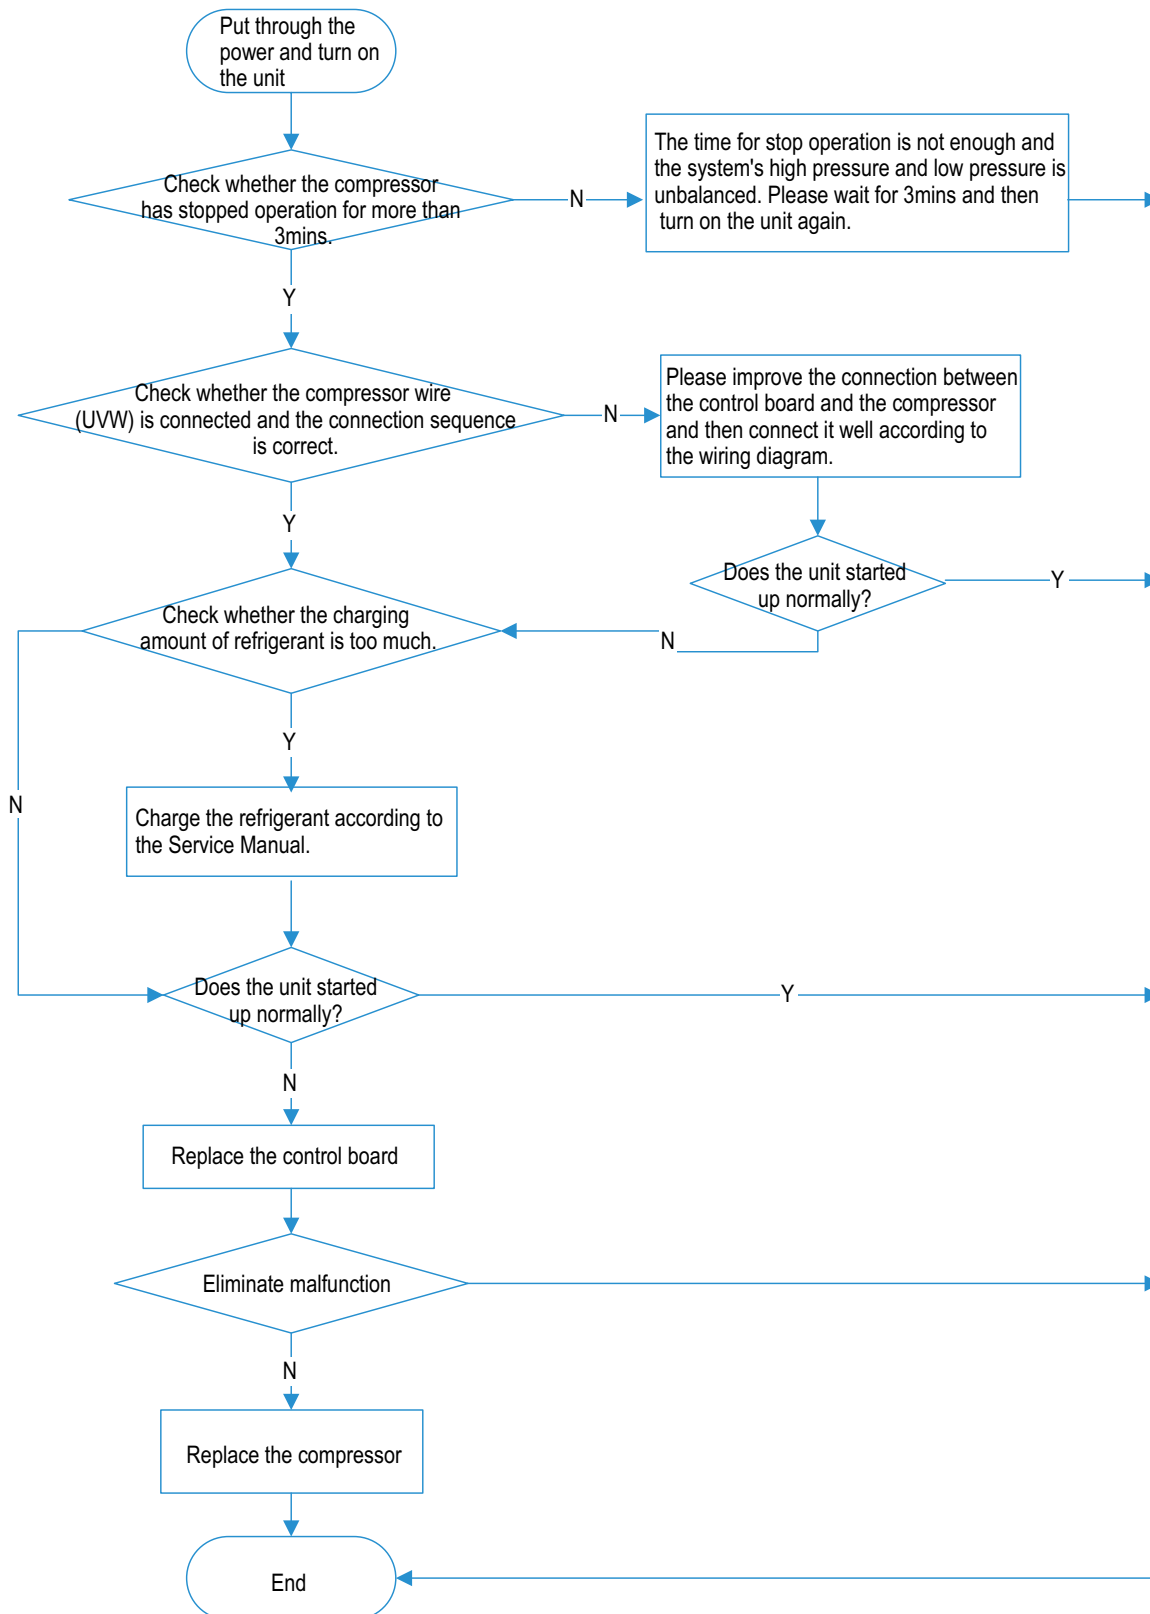 Put through the
power and turn on
the unit
Check whether the compressor
has stopped operation for more than
3mins.
N
The time for stop operation is not enough and
the system's high pressure and low pressure is
unbalanced. Please wait for 3mins and then
turn on the unit again.
Y
Check whether the compressor wire
(UVW) is connected and the connection sequence
is correct.
N
Please improve the connection between
the control board and the compressor
and then connect it well according to
the wiring diagram.
Y
Does the unit started
up normally?
Y
N
Check whether the charging
amount of refrigerant is too much.
Y
N
Charge the refrigerant according to
the Service Manual.
Does the unit started
up normally?
Y
N
Replace the control board
Eliminate malfunction
N
Replace the compressor
End